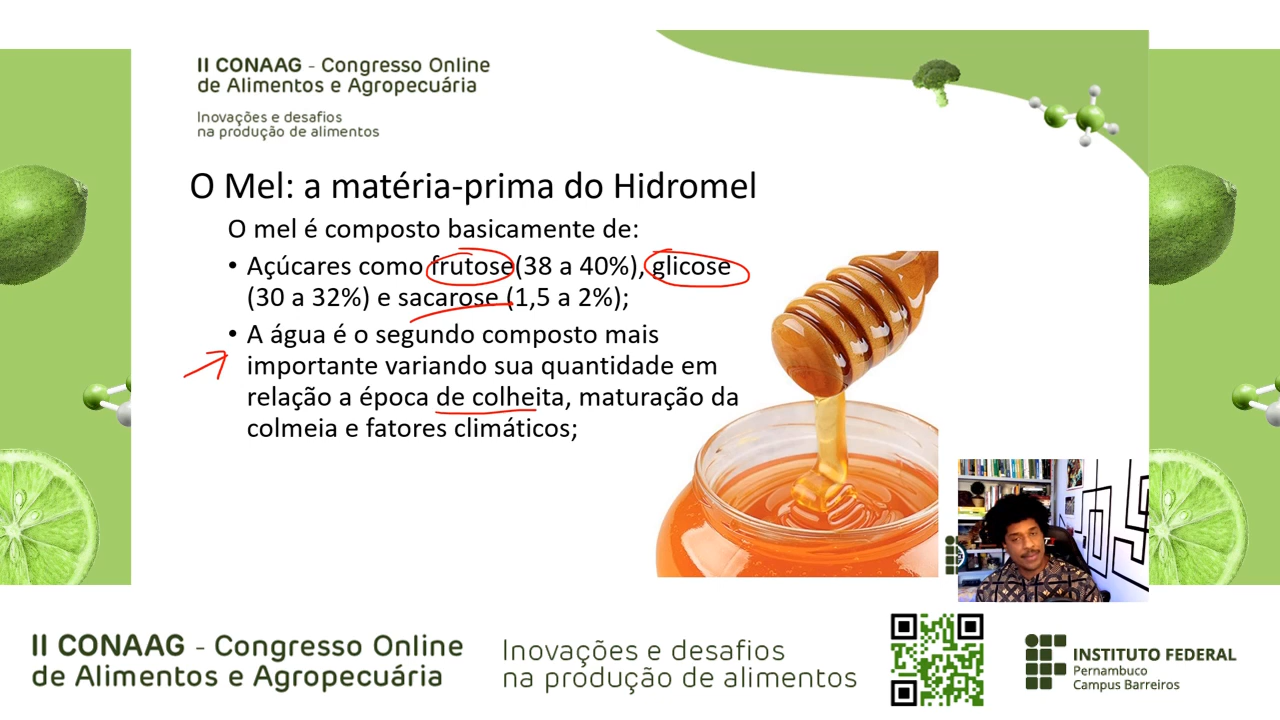 II CONAAG - Congresso Online
de Alimentos e Agropecuária
Inovações e desafios
na produção de alimentos
O Mel: a matéria-prima do Hidromel
O mel é composto basicamente de:
• Açúcares como frutose(38 a 40%), glicose
(30 a 32%) e sacarose (1,5 a 2%);
• A água é o segundo composto mais
importante variando sua quantidade em
relação a época de colheita, maturação da
colmeia e fatores climáticos;
II CONAAG - Congresso Online
de Alimentos e Agropecuária
Inovações e desafios
na produção de alimentos
INSTITUTO FEDERAL
Pernambuco
Campus Barreiros